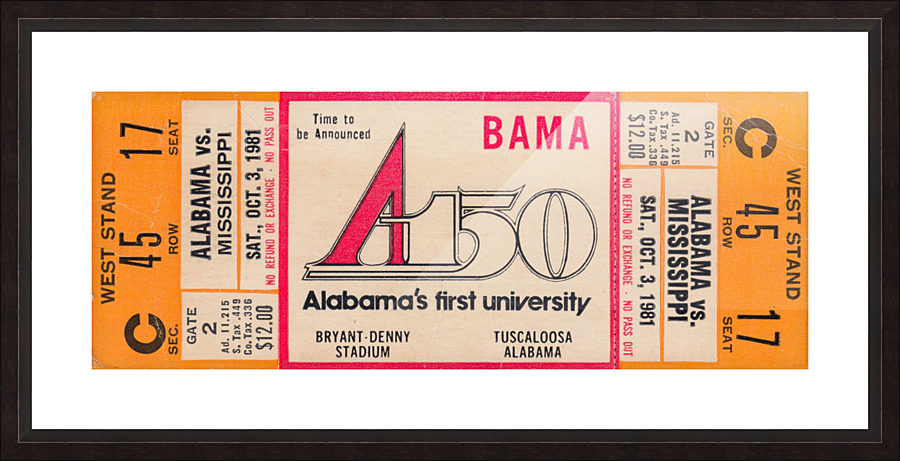 WEST STAND
C 45 17
SEC. ROW SEAT
GATE
2
Ad. 11.215
S. Tax .449
Co. Tax .336
$12.00
ALABAMA vs.
MISSISSIPPI
SAT., OCT. 3, 1981
NO REFUND OR EXCHANGE - NO PASS OUT
Time to
be Announced
BAMA
A150
Alabama's first university
BRYANT-DENNY
STADIUM
TUSCALOOSA
ALABAMA
WEST STAND
C 45 17
SEC. ROW SEAT
GATE
2
Ad. 11.215
S. Tax .449
Co. Tax .336
$12.00
ALABAMA vs.
MISSISSIPPI
SAT., OCT. 3, 1981
NO REFUND OR EXCHANGE - NO PASS OUT